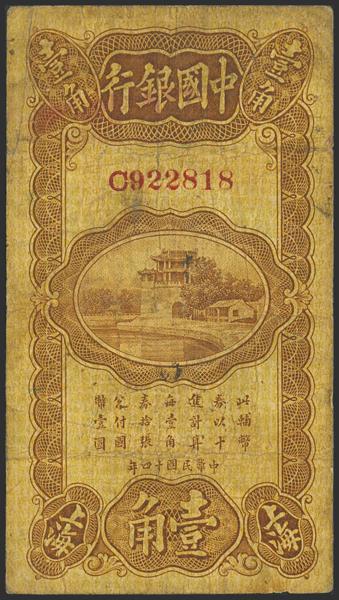 壹角
中國銀行
壹角
C922818
此輔幣
券以十
進計算
每壹角
券拾張
兌付國
幣壹圓
中華民國十四年
上海
壹角
上海